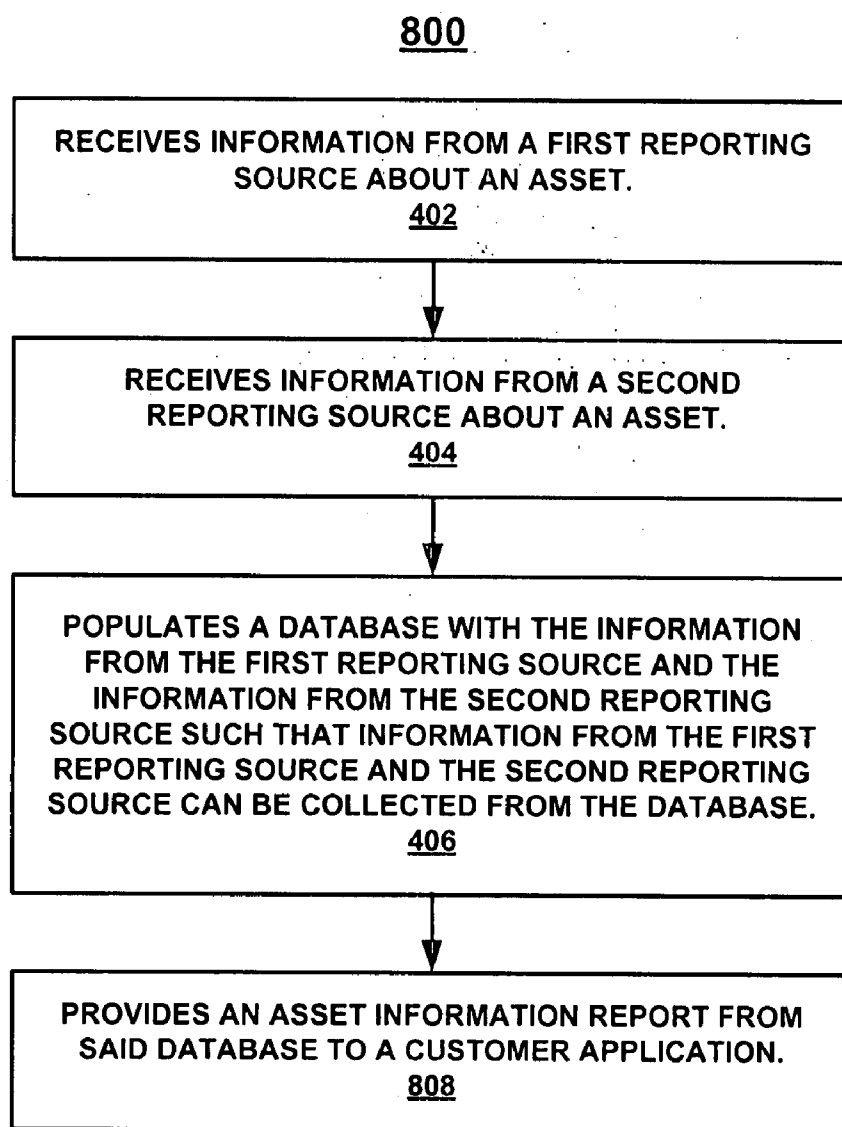 800
RECEIVES INFORMATION FROM A FIRST REPORTING
SOURCE ABOUT AN ASSET.
402
RECEIVES INFORMATION FROM A SECOND
REPORTING SOURCE ABOUT AN ASSET.
404
POPULATES A DATABASE WITH THE INFORMATION
FROM THE FIRST REPORTING SOURCE AND THE
INFORMATION FROM THE SECOND REPORTING
SOURCE SUCH THAT INFORMATION FROM THE FIRST
REPORTING SOURCE AND THE SECOND REPORTING
SOURCE CAN BE COLLECTED FROM THE DATABASE.
406
PROVIDES AN ASSET INFORMATION REPORT FROM
SAID DATABASE TO A CUSTOMER APPLICATION.
808